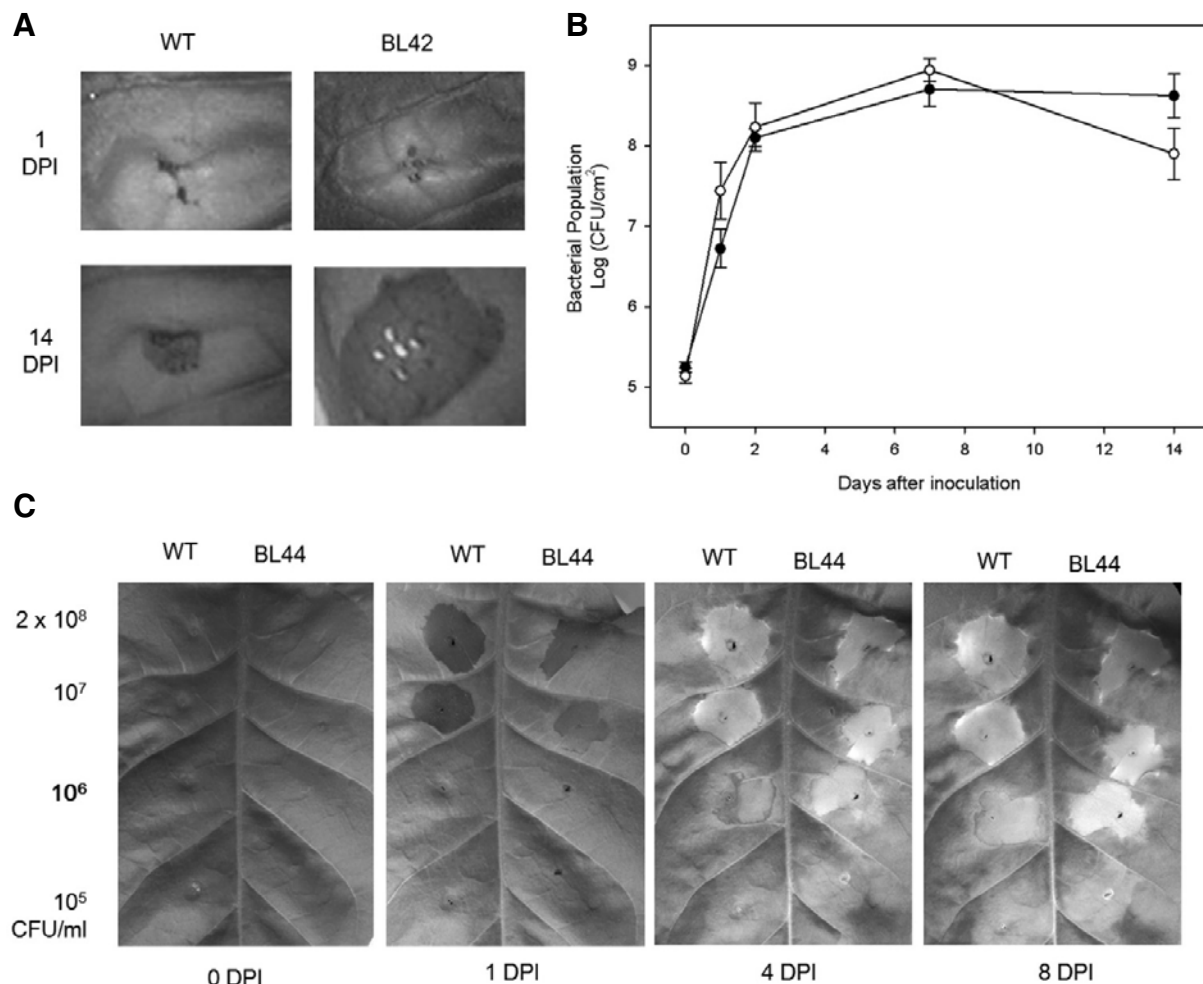 A
WT BL42
1
DPI
14
DPI
B
Bacterial Population
Log (CFU/cm²)
9
8
7
6
5
0 2 4 6 8 10 12 14
Days after inoculation
C
WT BL44 WT BL44 WT BL44 WT BL44
2 x 10⁸
10⁷
10⁶
10⁵
CFU/ml
0 DPI 1 DPI 4 DPI 8 DPI